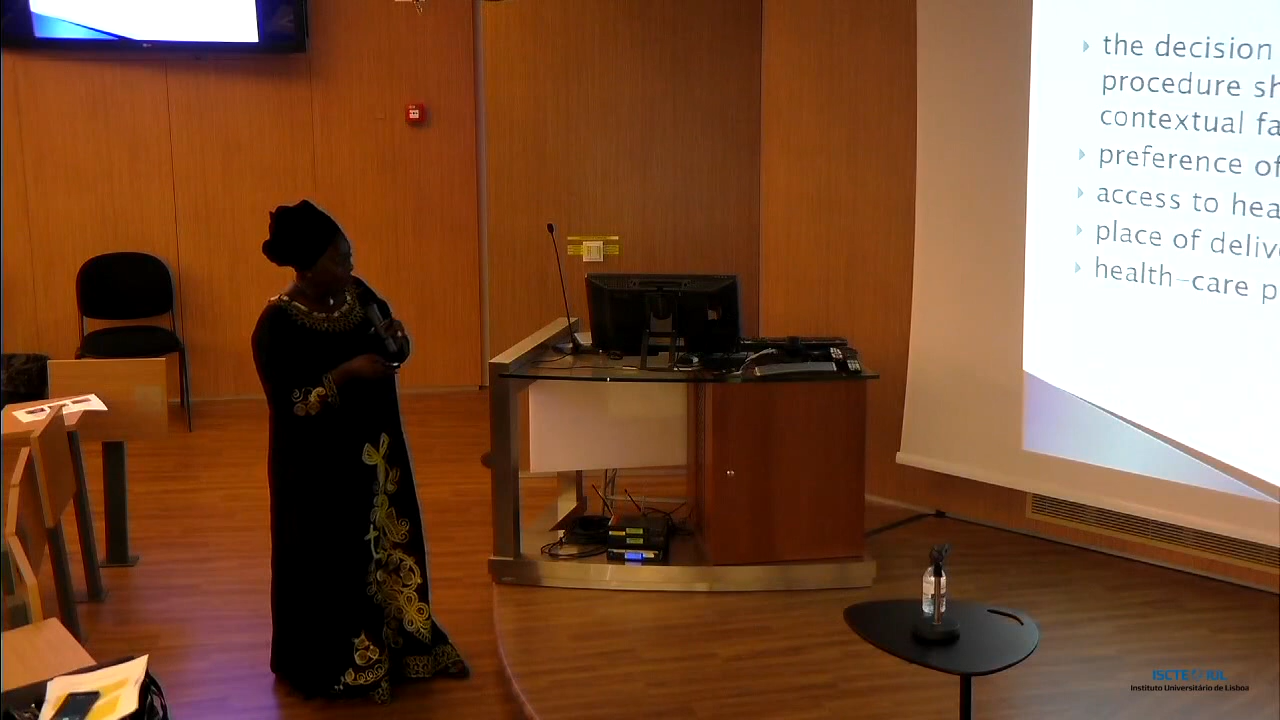 the decision
procedure sh
contextual fa
preference of
access to hea
place of delive
health-care p
ISCTE IUL
Instituto Universitário de Lisboa